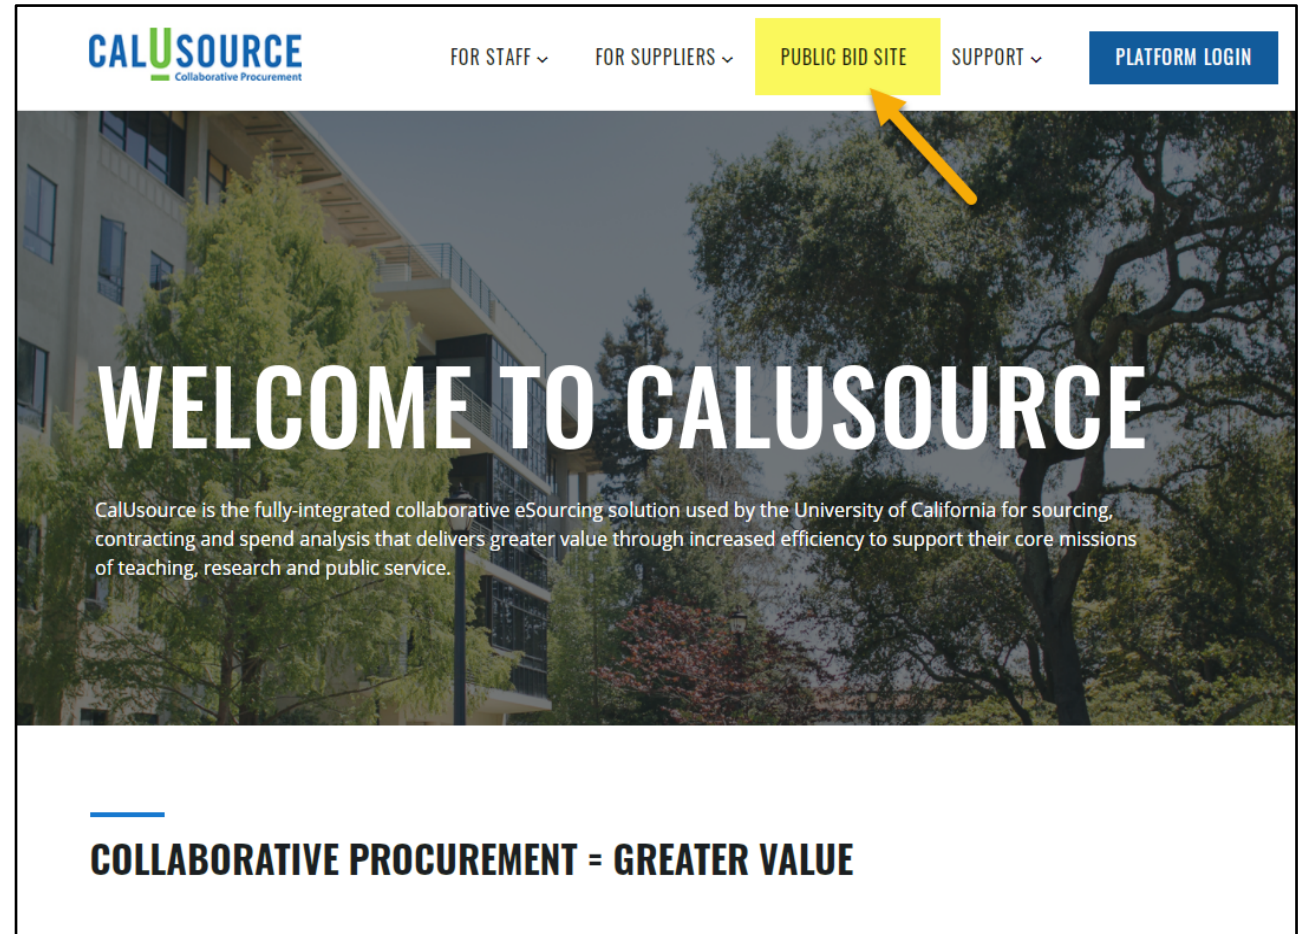 CALUSOURCE
Collaborative Procurement
FOR STAFF
FOR SUPPLIERS
PUBLIC BID SITE
SUPPORT
PLATFORM LOGIN
WELCOME TO CALUSOURCE
CalUsource is the fully-integrated collaborative eSourcing solution used by the University of California for sourcing,
contracting and spend analysis that delivers greater value through increased efficiency to support their core missions
of teaching, research and public service.
COLLABORATIVE PROCUREMENT = GREATER VALUE